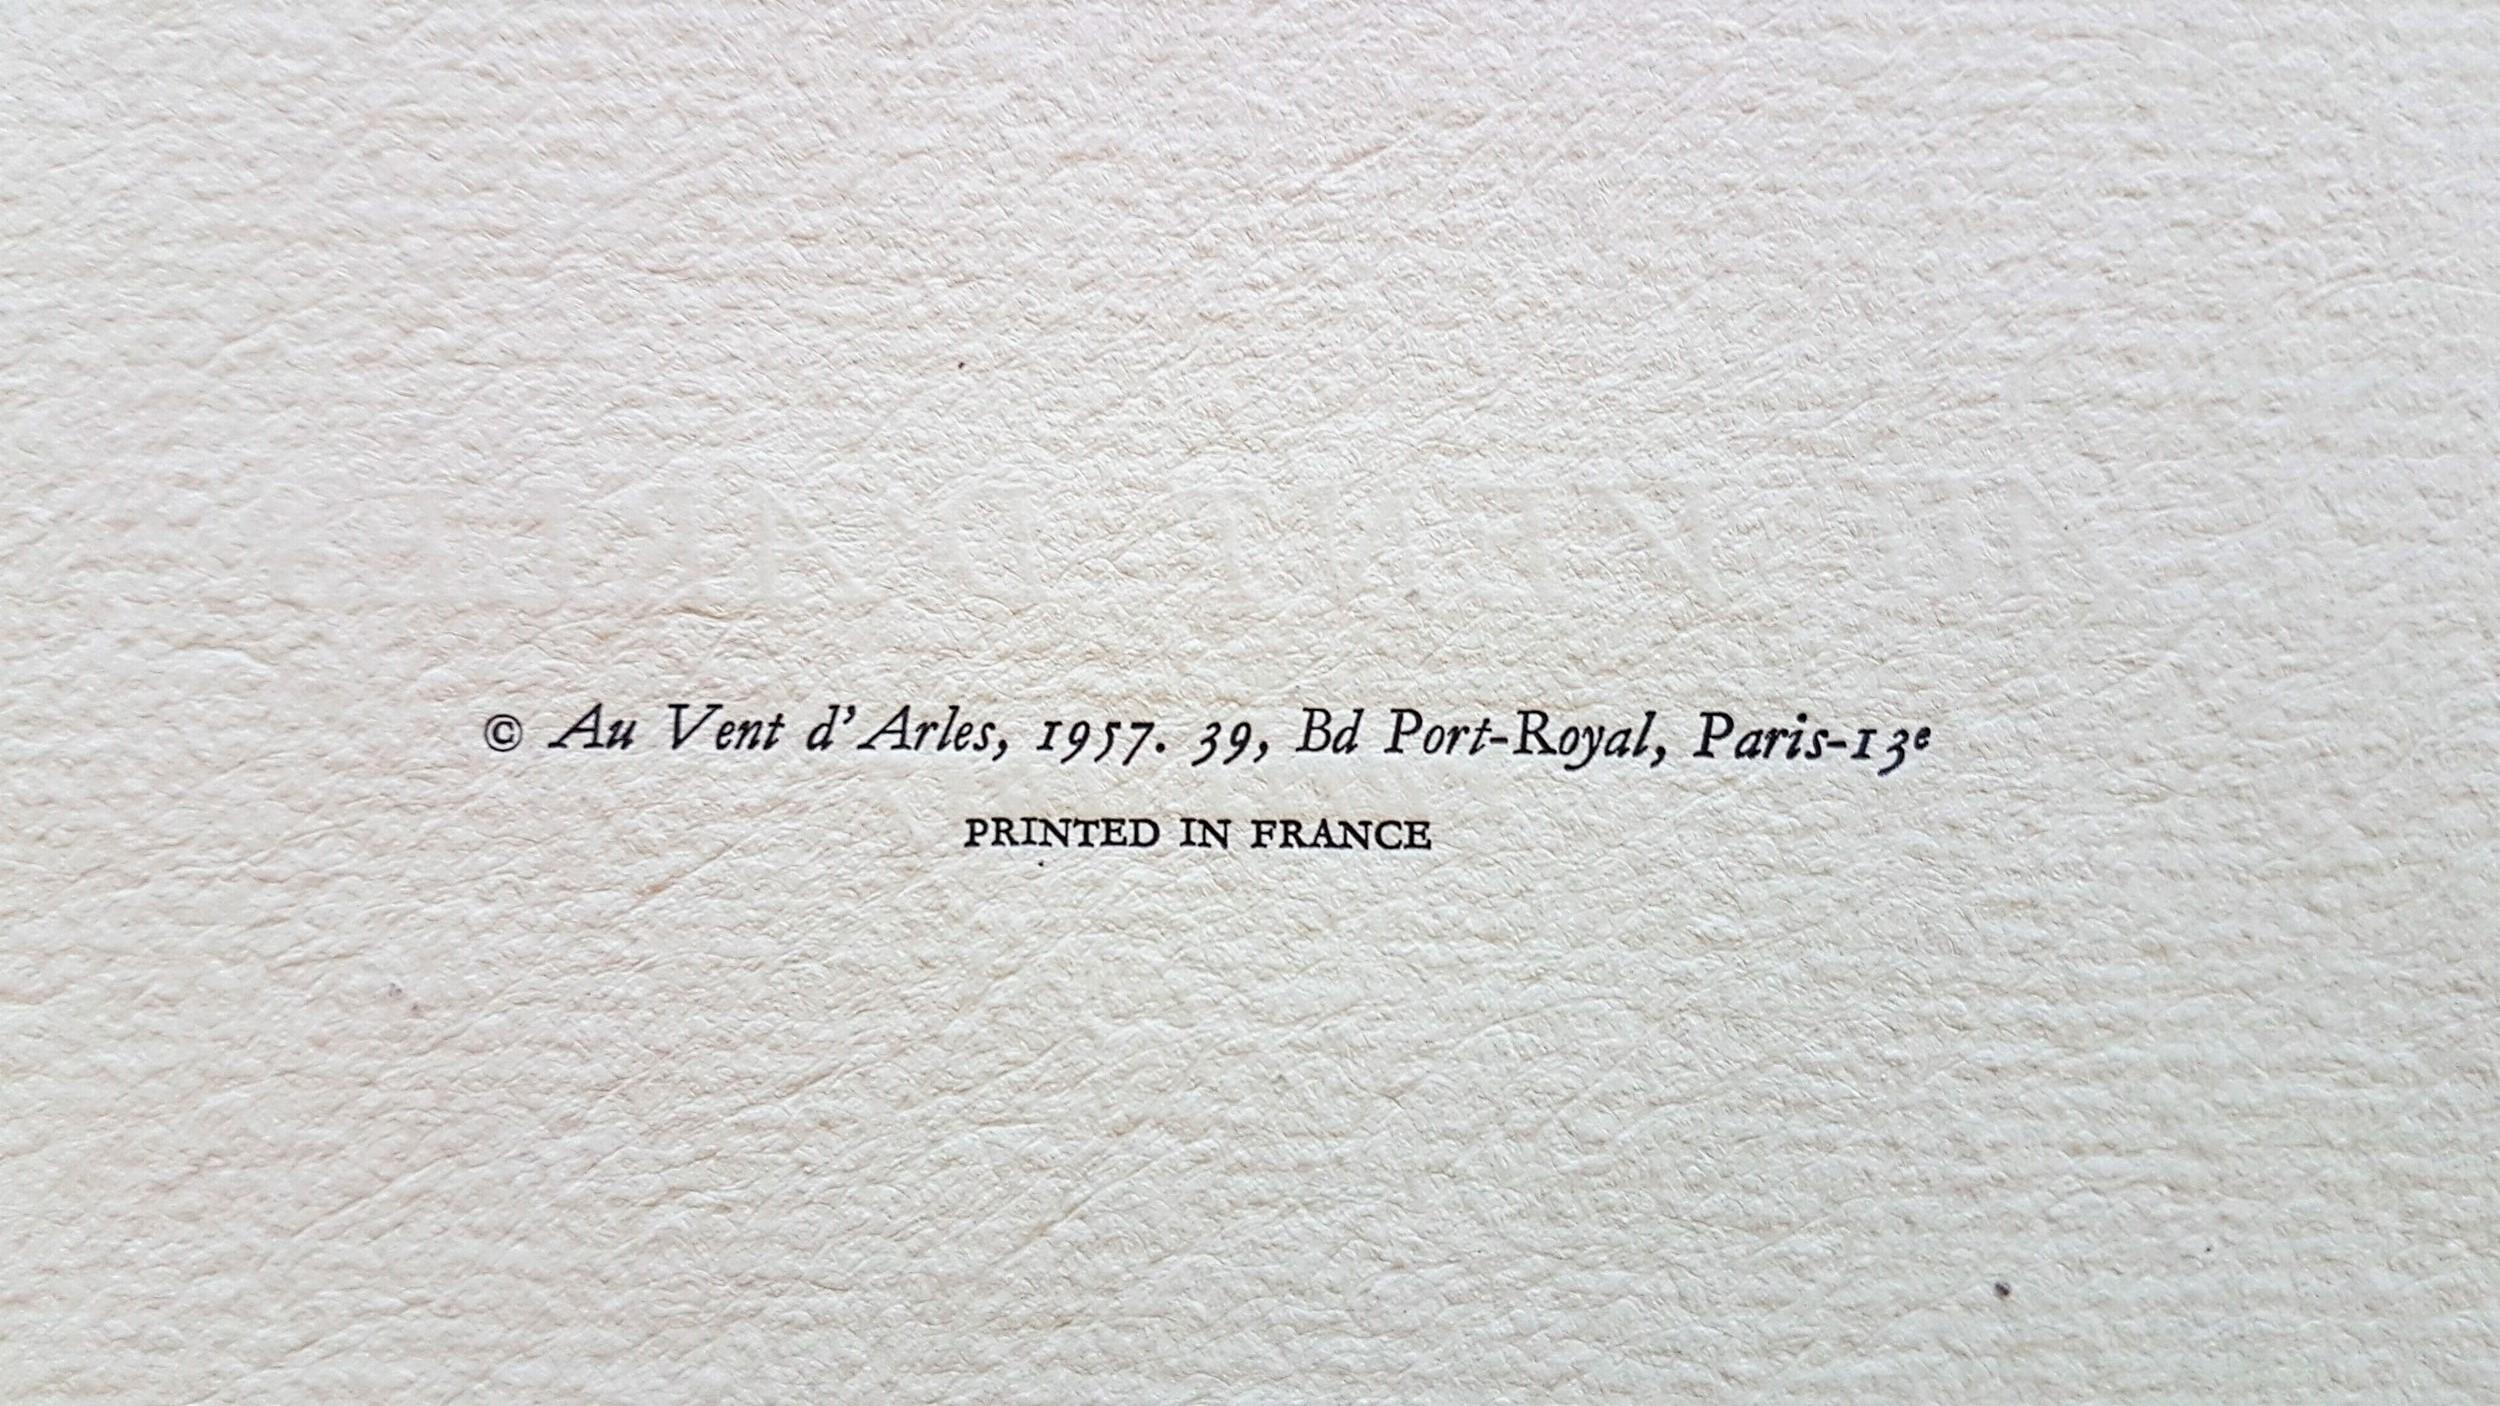 © Au Vent d'Arles, 1957. 39, Bd Port-Royal, Paris-13e
PRINTED IN FRANCE